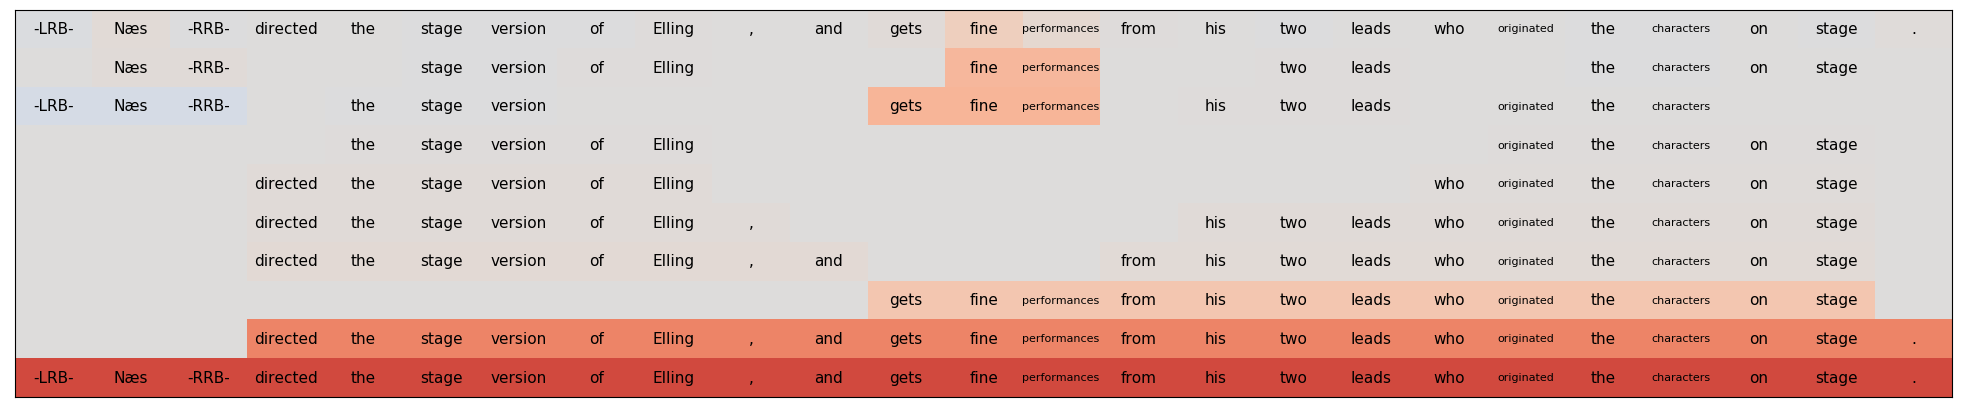 -LRB- Næs -RRB- directed the stage version of Elling , and gets fine performances from his two leads who originated the characters on stage .
Næs -RRB- stage version of Elling fine performances two leads the characters on stage
-LRB- Næs -RRB- the stage version gets fine performances his two leads originated the characters
the stage version of Elling originated the characters on stage
directed the stage version of Elling who originated the characters on stage
directed the stage version of Elling , his two leads who originated the characters on stage
directed the stage version of Elling , and from his two leads who originated the characters on stage
gets fine performances from his two leads who originated the characters on stage
directed the stage version of Elling , and gets fine performances from his two leads who originated the characters on stage .
-LRB- Næs -RRB- directed the stage version of Elling , and gets fine performances from his two leads who originated the characters on stage .